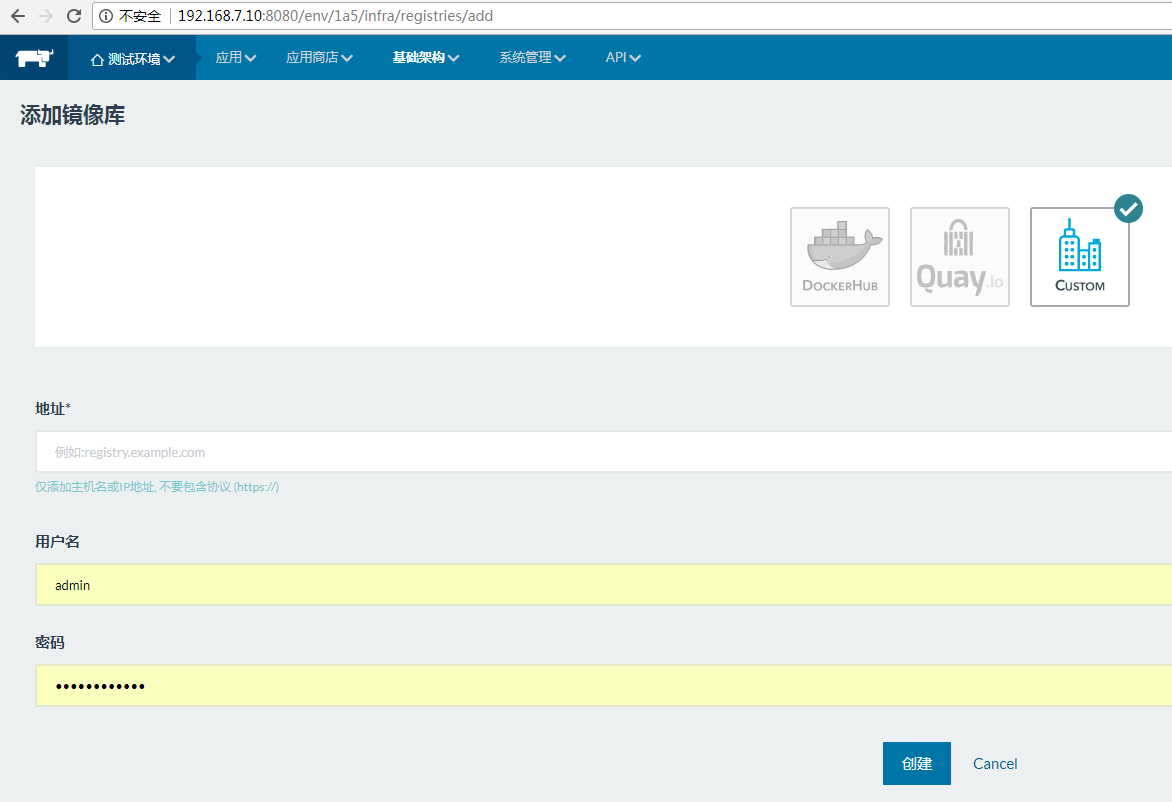 不安全 192.168.7.10:8080/env/1a5/infra/registries/add
测试环境 应用 应用商店 基础架构 系统管理 API
添加镜像库
DOCKERHUB Quay.io CUSTOM
地址*
例如:registry.example.com
仅添加主机名或IP地址, 不要包含协议 (https://)
用户名
admin
密码
••••••••••••
创建 Cancel